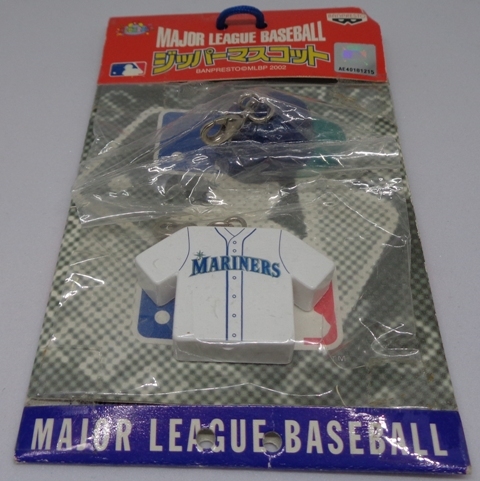 MAJOR LEAGUE BASEBALL
ジッパーマスコット
BANPRESTO©MLBP 2002
BANPRESTO
MARINERS
MAJOR LEAGUE BASEBALL